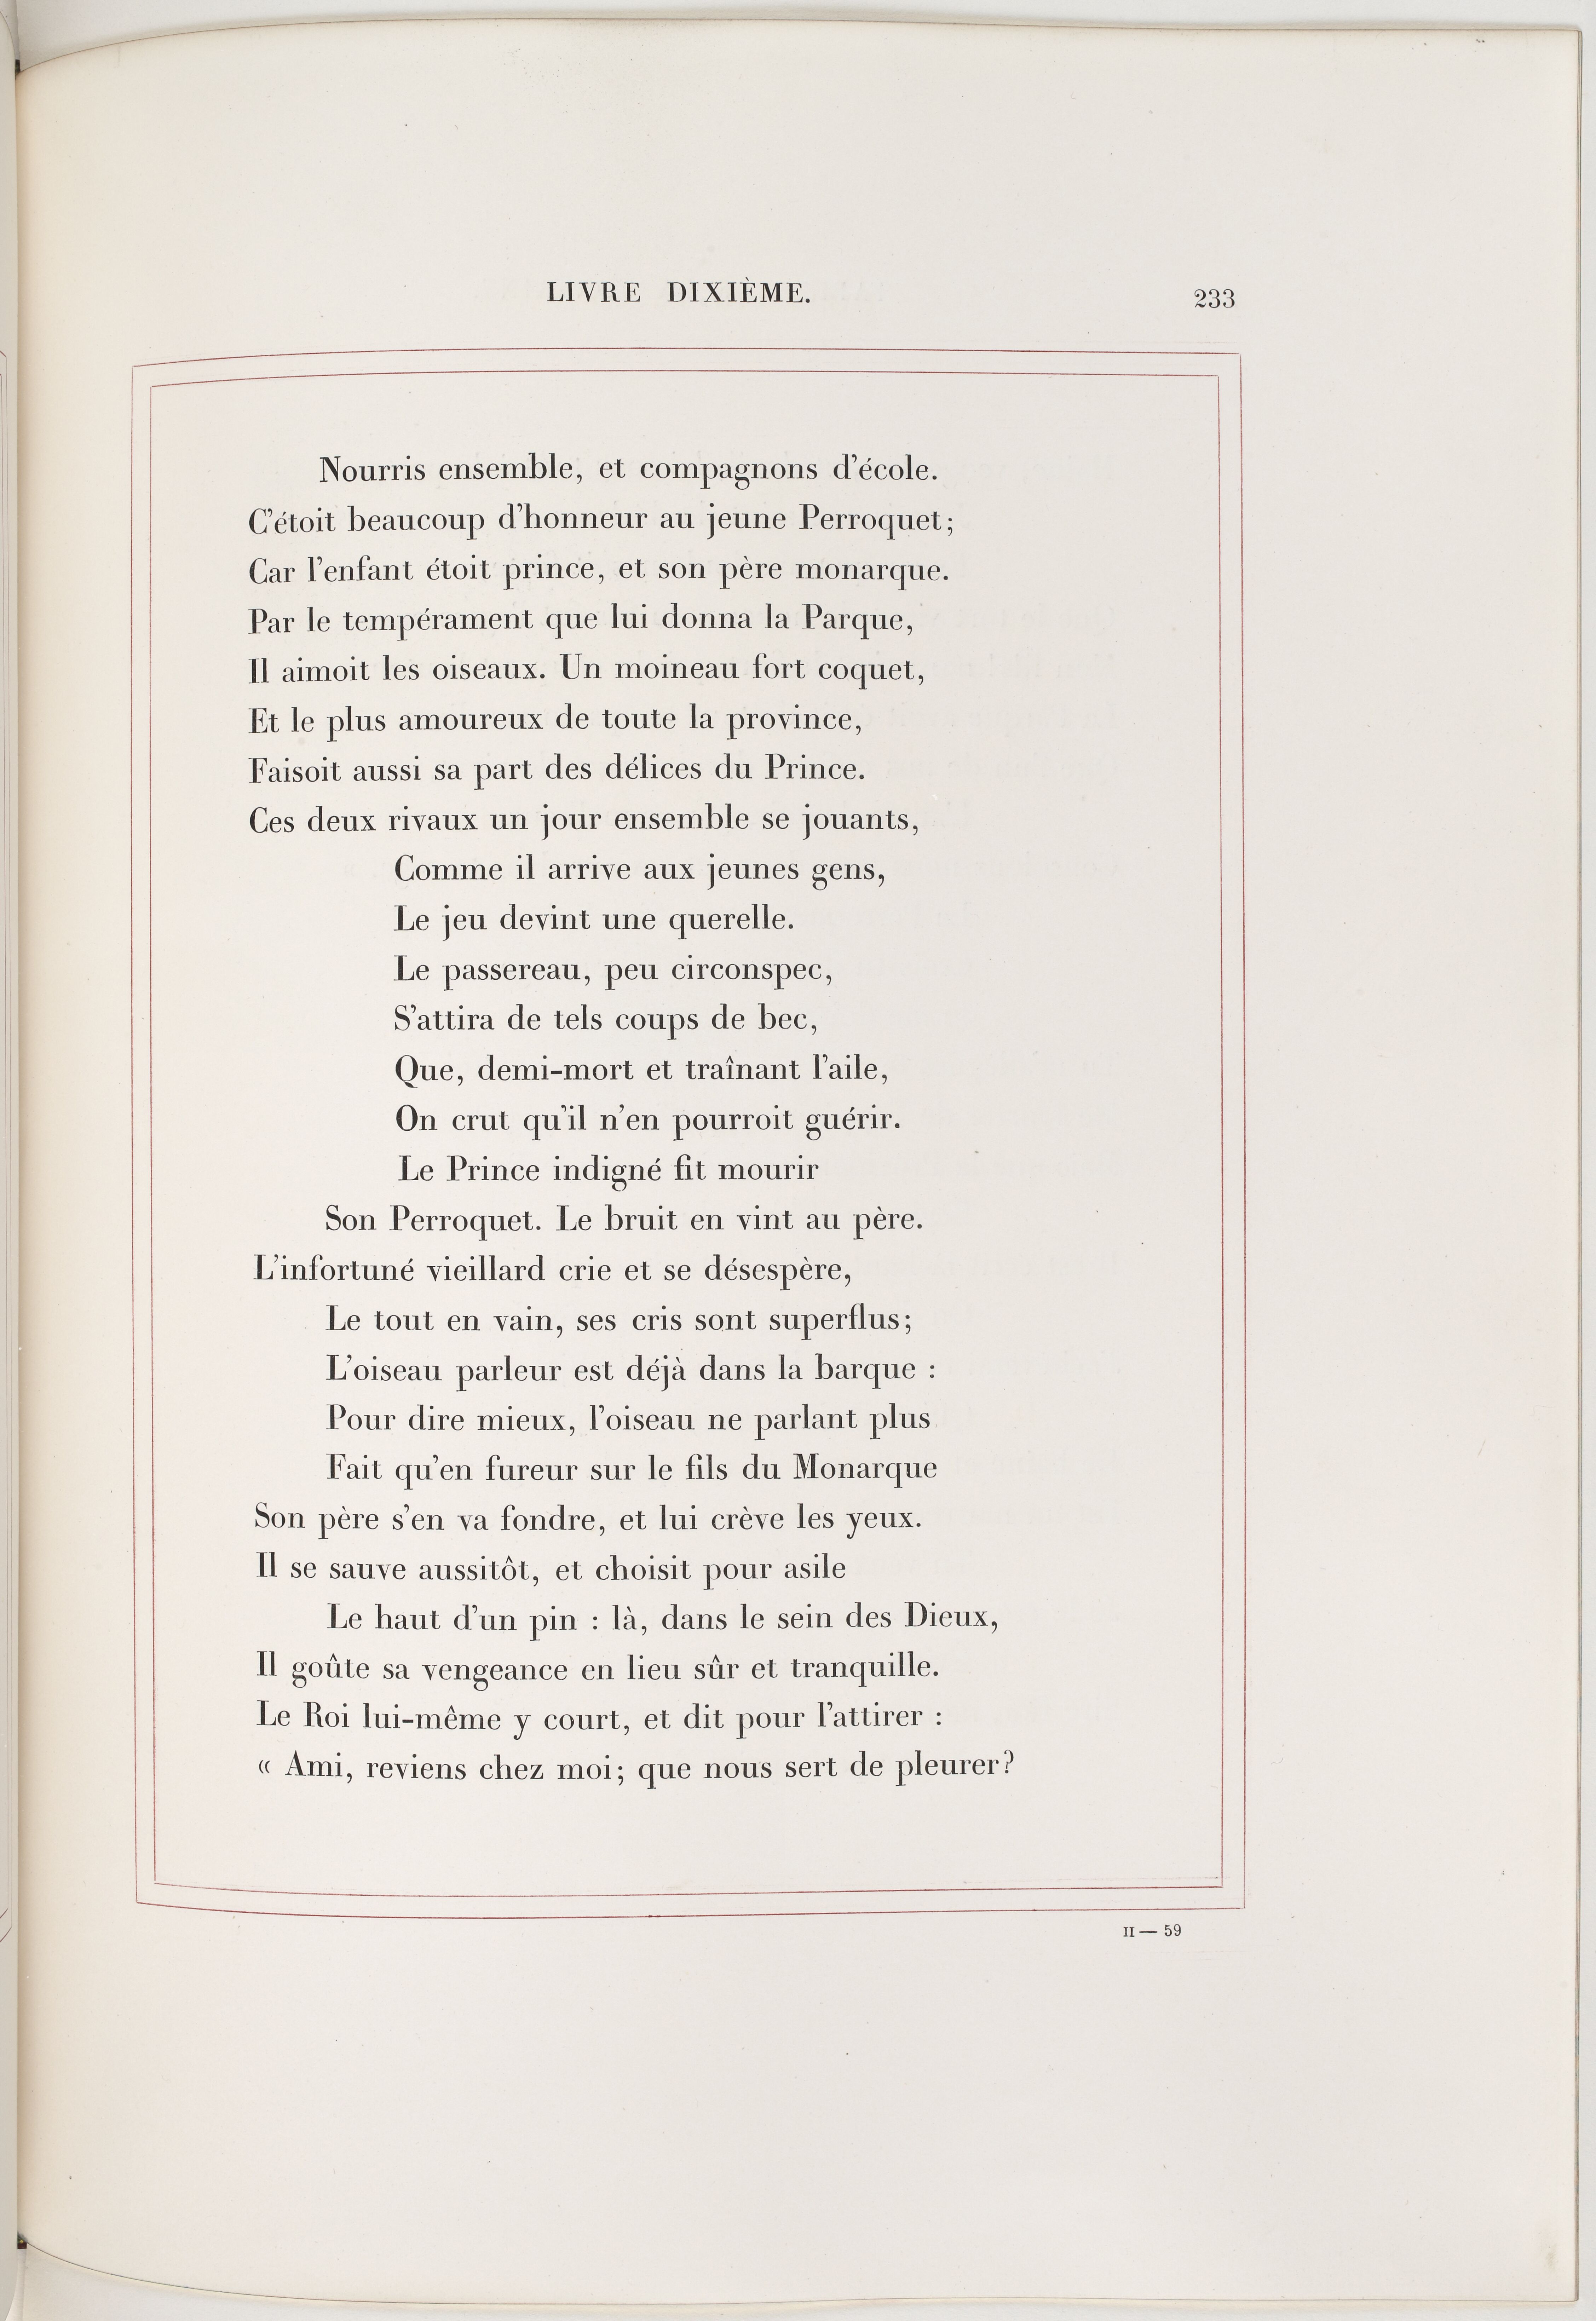 LIVRE DIXIÈME.
233
Nourris ensemble, et compagnons d'école.
C'étoit beaucoup d'honneur au jeune Perroquet;
Car l'enfant étoit prince, et son père monarque.
Par le tempérament que lui donna la Parque,
Il aimoit les oiseaux. Un moineau fort coquet,
Et le plus amoureux de toute la province,
Faisoit aussi sa part des délices du Prince.
Ces deux rivaux un jour ensemble se jouants,
Comme il arrive aux jeunes gens,
Le jeu devint une querelle.
Le passereau, peu circonspec,
S'attira de tels coups de bec,
Que, demi-mort et traînant l'aile,
On crut qu'il n'en pourroit guérir.
Le Prince indigné fit mourir
Son Perroquet. Le bruit en vint au père.
L'infortuné vieillard crie et se désespère,
Le tout en vain, ses cris sont superflus;
L'oiseau parleur est déjà dans la barque :
Pour dire mieux, l'oiseau ne parlant plus
Fait qu'en fureur sur le fils du Monarque
Son père s'en va fondre, et lui crève les yeux.
Il se sauve aussitôt, et choisit pour asile
Le haut d'un pin : là, dans le sein des Dieux,
Il goûte sa vengeance en lieu sûr et tranquille.
Le Roi lui-même y court, et dit pour l'attirer :
« Ami, reviens chez moi; que nous sert de pleurer?
II — 59